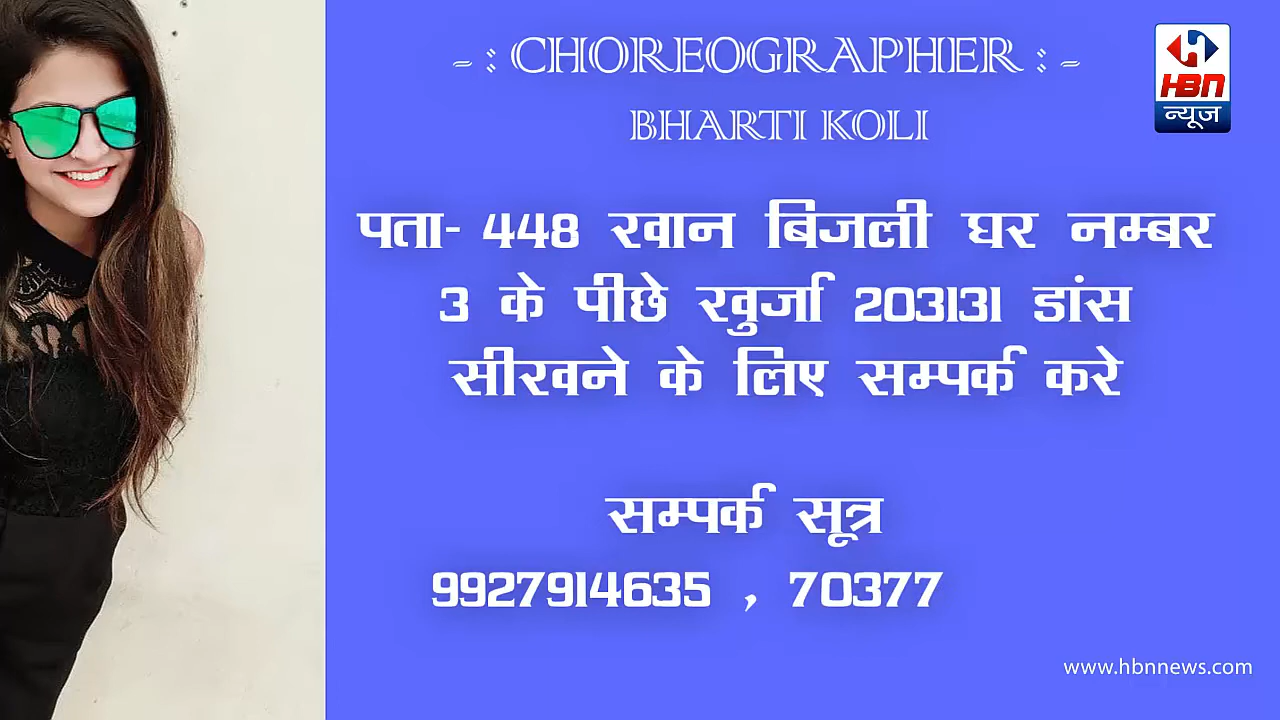 - : CHOREOGRAPHER : -
BHARTI KOLI
HBN
न्यूज
पता- 448 खान बिजली घर नम्बर
3 के पीछे खुर्जा 203131 डांस
सीखने के लिए सम्पर्क करे
सम्पर्क सूत्र
9927914635 , 70377
www.hbnnews.com